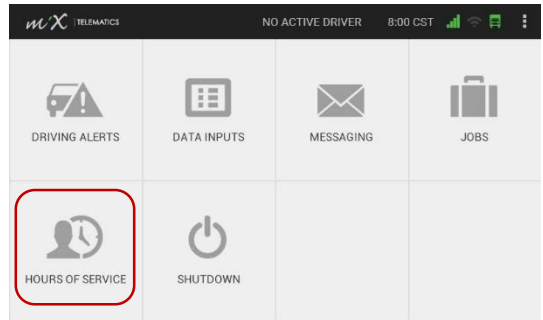 miX TELEMATICS NO ACTIVE DRIVER 8:00 CST
DRIVING ALERTS DATA INPUTS MESSAGING JOBS
HOURS OF SERVICE SHUTDOWN